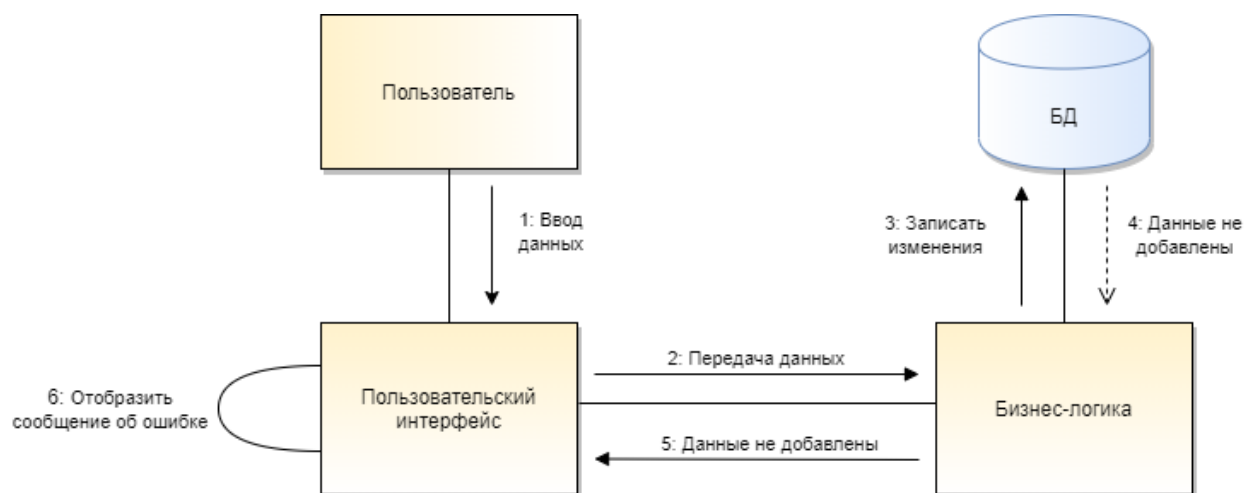 Пользователь
БД
1: Ввод
данных
3: Записать
изменения
4: Данные не
добавлены
2: Передача данных
6: Отобразить
сообщение об ошибке
Пользовательский
интерфейс
Бизнес-логика
5: Данные не добавлены